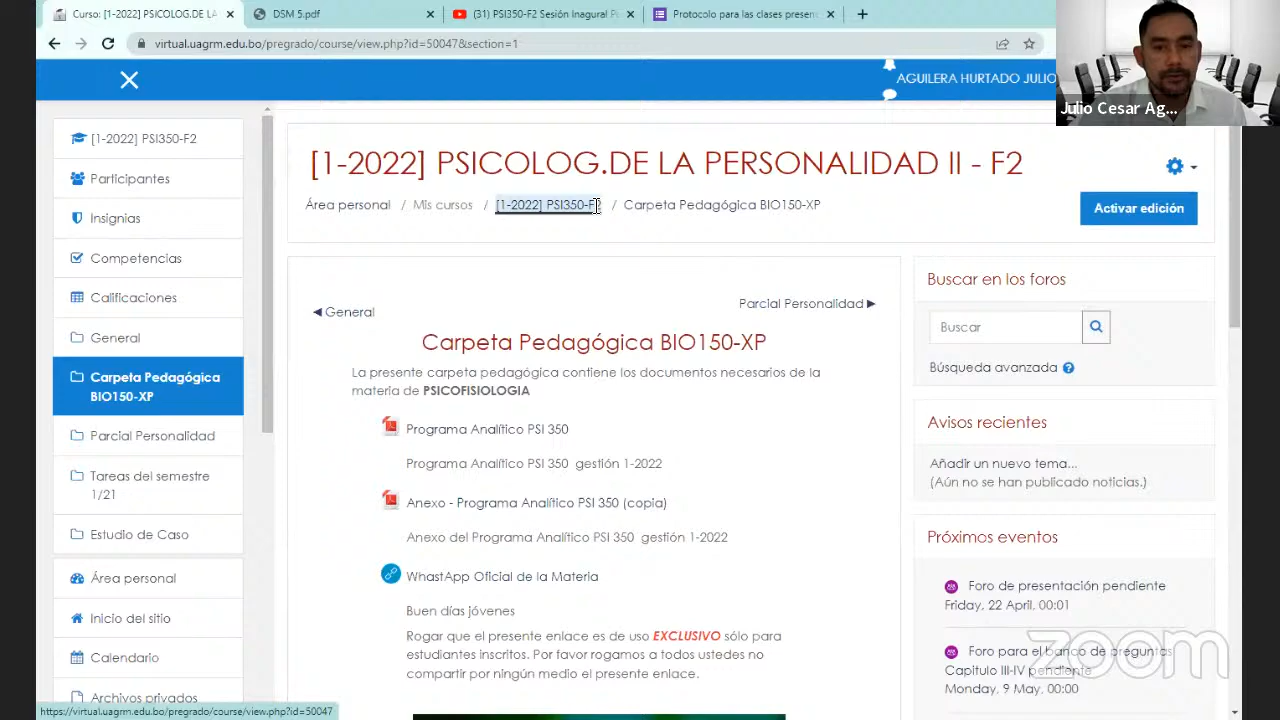 Curso: [1-2022] PSICOLOG.DE LA
DSM 5.pdf
(31) PSI350-F2 Sesión Inagural P
Protocolo para las clases presen
virtual.uagrm.edu.bo/pregrado/course/view.php?id=50047&section=1
AGUILERA HURTADO JULIO
Julio Cesar Ag...
[1-2022] PSI350-F2
Participantes
Insignias
Competencias
Calificaciones
General
Carpeta Pedagógica
BIO150-XP
Parcial Personalidad
Tareas del semestre
1/21
Estudio de Caso
Área personal
Inicio del sitio
Calendario
Archivos privados
[1-2022] PSICOLOG.DE LA PERSONALIDAD II - F2
Área personal / Mis cursos / [1-2022] PSI350-F2 / Carpeta Pedagógica BIO150-XP
Activar edición
◀ General
Parcial Personalidad ▶
Carpeta Pedagógica BIO150-XP
La presente carpeta pedagógica contiene los documentos necesarios de la
materia de PSICOFISIOLOGIA
Programa Analítico PSI 350
Programa Analítico PSI 350 gestión 1-2022
Anexo - Programa Analítico PSI 350 (copia)
Anexo del Programa Analítico PSI 350 gestión 1-2022
WhastApp Oficial de la Materia
Buen días jóvenes
Rogar que el presente enlace es de uso EXCLUSIVO sólo para
estudiantes inscritos. Por favor rogamos a todos ustedes no
compartir por ningún medio el presente enlace.
Buscar en los foros
Buscar
Búsqueda avanzada
Avisos recientes
Añadir un nuevo tema...
(Aún no se han publicado noticias.)
Próximos eventos
Foro de presentación pendiente
Friday, 22 April, 00:01
Foro para el banco de preguntas
Capitulo III-IV pendiente
Monday, 9 May, 00:00
zoom
https://virtual.uagrm.edu.bo/pregrado/course/view.php?id=50047